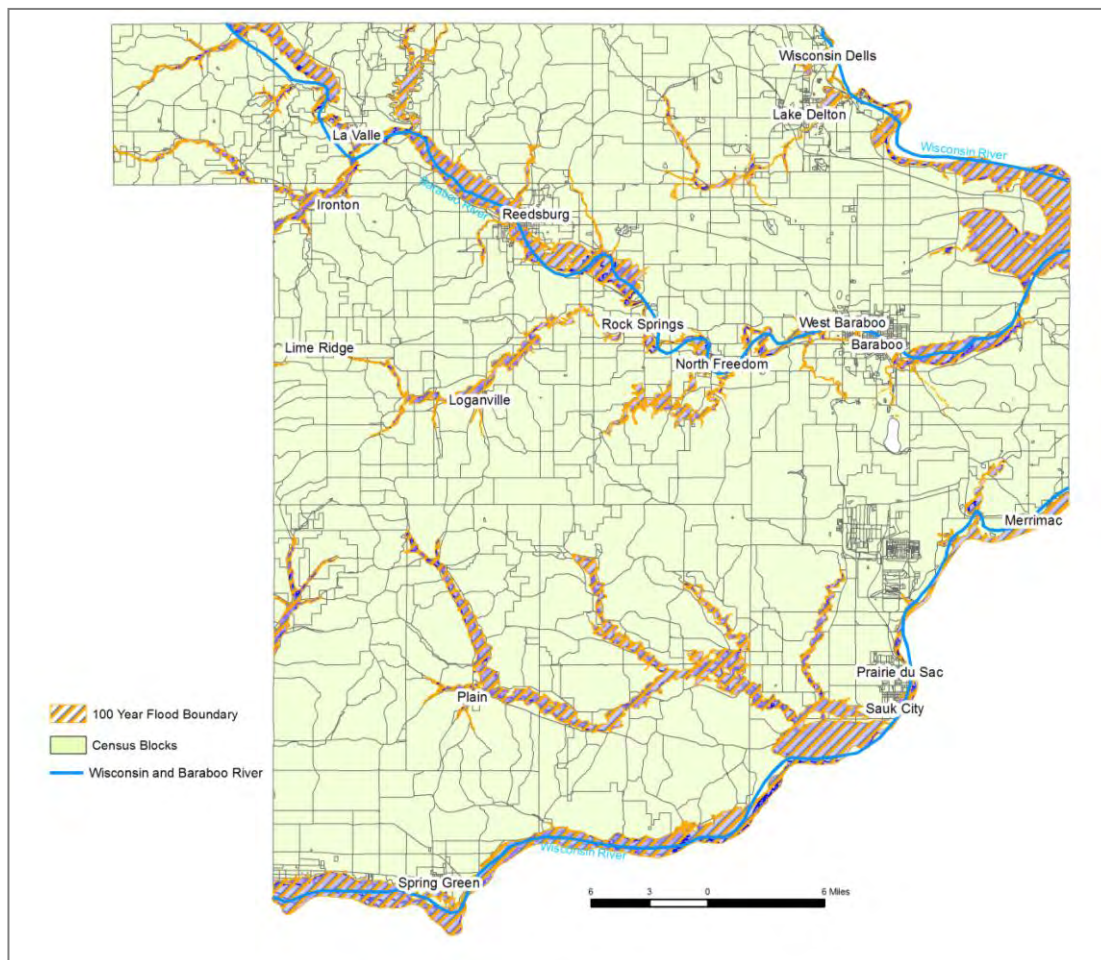 Wisconsin Dells
Lake Delton
La Valle
Wisconsin River
Baraboo River
Ironton
Reedsburg
Rock Springs
West Baraboo
Baraboo
Lime Ridge
North Freedom
Loganville
Merrimac
Prairie du Sac
Plain
Sauk City
100 Year Flood Boundary
Census Blocks
Wisconsin and Baraboo River
Wisconsin River
Spring Green
6 3 0 6 Miles